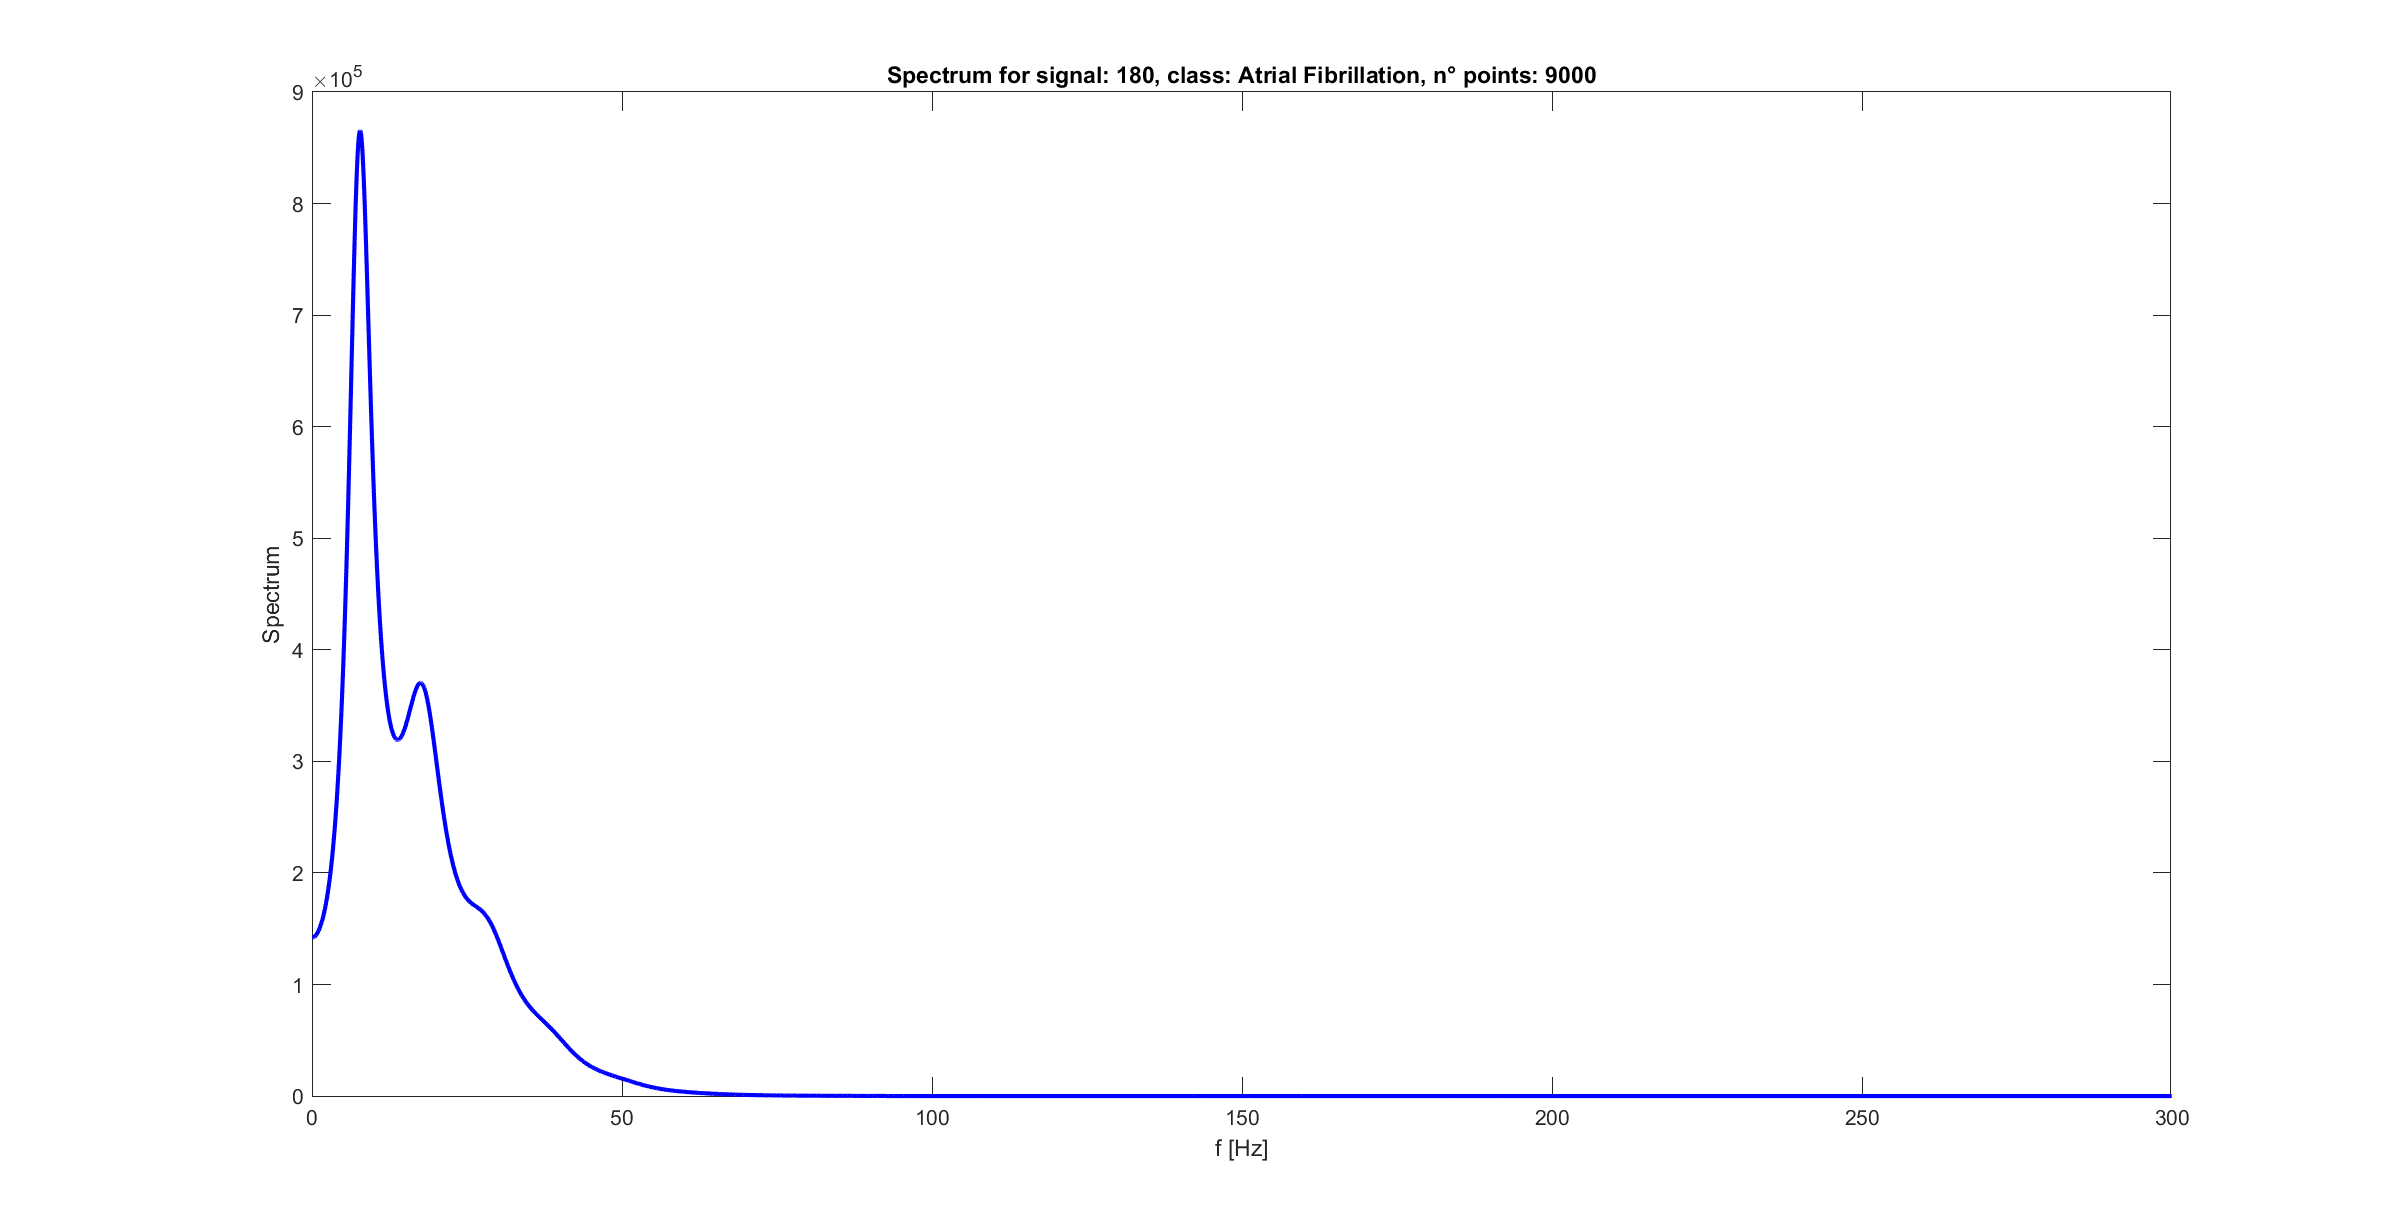 Spectrum for signal: 180, class: Atrial Fibrillation, n° points: 9000
×10^5
9
8
7
6
5
4
3
2
1
0
Spectrum
0 50 100 150 200 250 300
f [Hz]